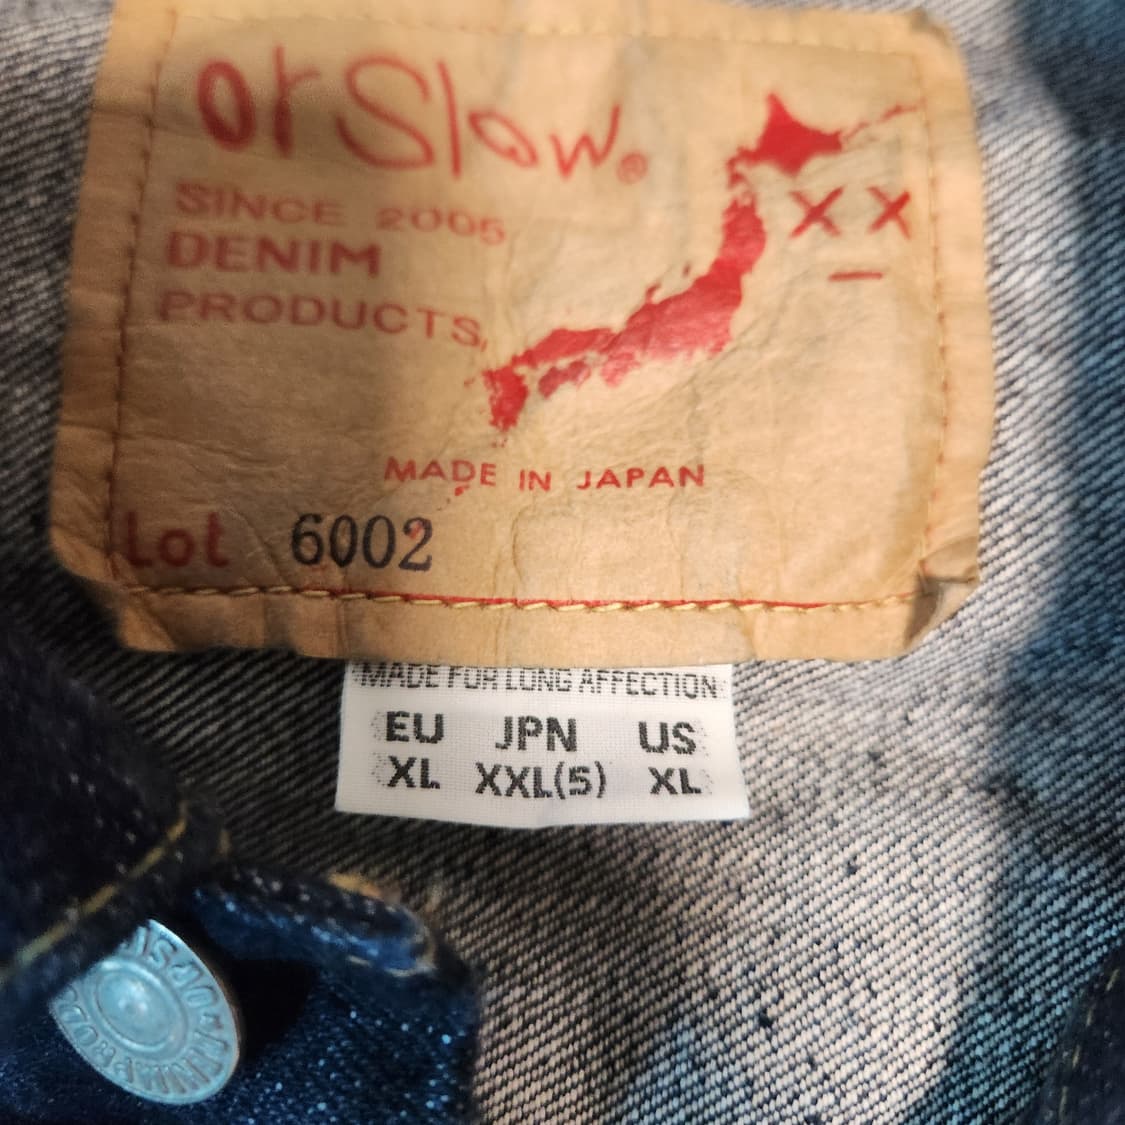 orSlow®
SINCE 2005
DENIM
PRODUCTS,
XX
MADE IN JAPAN
Lot 6002
MADE FOR LONG AFFECTION
EU JPN US
XL XXL(5) XL